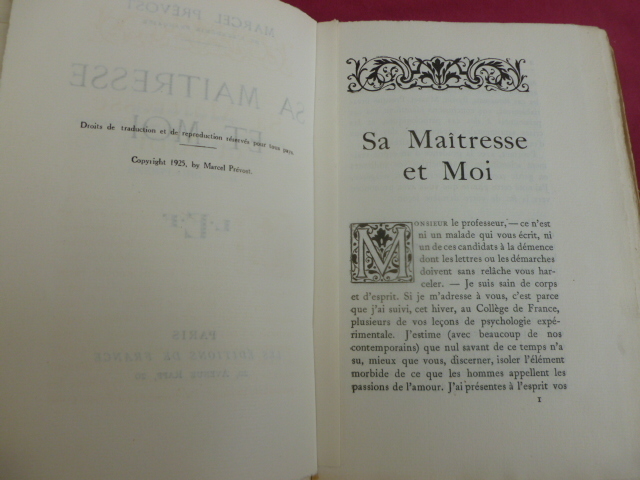 Droits de traduction et de reproduction réservés pour tous pays.
Copyright 1925, by Marcel Prévost.
Sa Maîtresse
et Moi
MONSIEUR le professeur, — ce n'est
ni un malade qui vous écrit, ni
un de ces candidats à la démence
dont les lettres ou les démarches
doivent sans relâche vous har-
celer. — Je suis sain de corps
et d'esprit. Si je m'adresse à vous, c'est parce
que j'ai suivi, cet hiver, au Collège de France,
plusieurs de vos leçons de psychologie expé-
rimentale. J'estime (avec beaucoup de nos
contemporains) que nul savant de ce temps n'a
su, mieux que vous, discerner, isoler l'élément
morbide de ce que les hommes appellent les
passions de l'amour. J'ai présentes à l'esprit vos
1